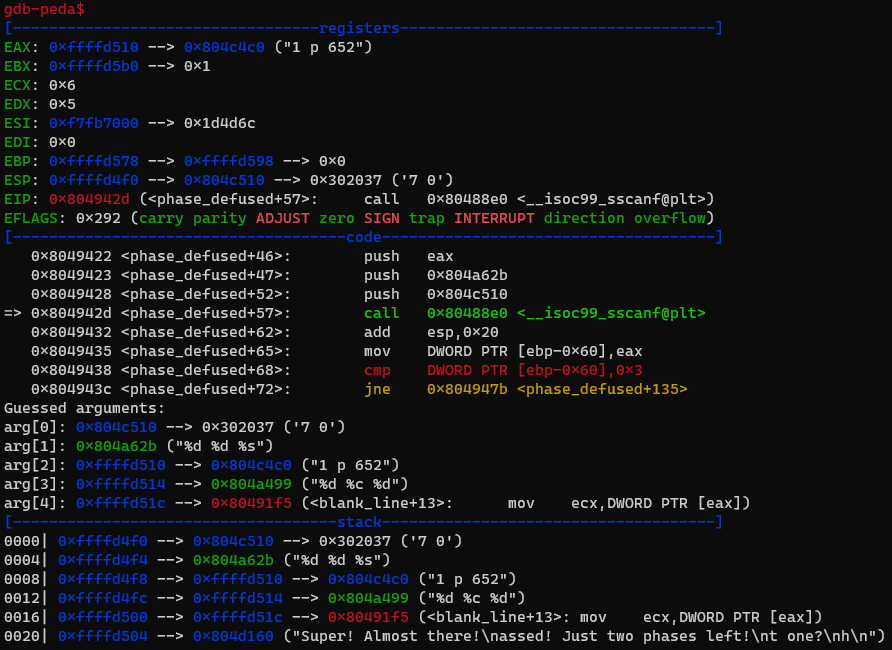 gdb-peda$
[----------------------------------registers-----------------------------------]
EAX: 0xffffd510 --> 0x804c4c0 ("1 p 652")
EBX: 0xffffd5b0 --> 0x1
ECX: 0x6
EDX: 0x5
ESI: 0xf7fb7000 --> 0x1d4d6c
EDI: 0x0
EBP: 0xffffd578 --> 0xffffd598 --> 0x0
ESP: 0xffffd4f0 --> 0x804c510 --> 0x302037 ('7 0')
EIP: 0x804942d (<phase_defused+57>:     call   0x80488e0 <__isoc99_sscanf@plt>)
EFLAGS: 0x292 (carry parity ADJUST zero SIGN trap INTERRUPT direction overflow)
[-------------------------------------code-------------------------------------]
   0x8049422 <phase_defused+46>:        push   eax
   0x8049423 <phase_defused+47>:        push   0x804a62b
   0x8049428 <phase_defused+52>:        push   0x804c510
=> 0x804942d <phase_defused+57>:        call   0x80488e0 <__isoc99_sscanf@plt>
   0x8049432 <phase_defused+62>:        add    esp,0x20
   0x8049435 <phase_defused+65>:        mov    DWORD PTR [ebp-0x60],eax
   0x8049438 <phase_defused+68>:        cmp    DWORD PTR [ebp-0x60],0x3
   0x804943c <phase_defused+72>:        jne    0x804947b <phase_defused+135>
Guessed arguments:
arg[0]: 0x804c510 --> 0x302037 ('7 0')
arg[1]: 0x804a62b ("%d %d %s")
arg[2]: 0xffffd510 --> 0x804c4c0 ("1 p 652")
arg[3]: 0xffffd514 --> 0x804a499 ("%d %c %d")
arg[4]: 0xffffd51c --> 0x80491f5 (<blank_line+13>:      mov    ecx,DWORD PTR [eax])
[------------------------------------stack-------------------------------------]
0000| 0xffffd4f0 --> 0x804c510 --> 0x302037 ('7 0')
0004| 0xffffd4f4 --> 0x804a62b ("%d %d %s")
0008| 0xffffd4f8 --> 0xffffd510 --> 0x804c4c0 ("1 p 652")
0012| 0xffffd4fc --> 0xffffd514 --> 0x804a499 ("%d %c %d")
0016| 0xffffd500 --> 0xffffd51c --> 0x80491f5 (<blank_line+13>: mov    ecx,DWORD PTR [eax])
0020| 0xffffd504 --> 0x804d160 ("Super! Almost there!\nassed! Just two phases left!\nt one?\nh\n")